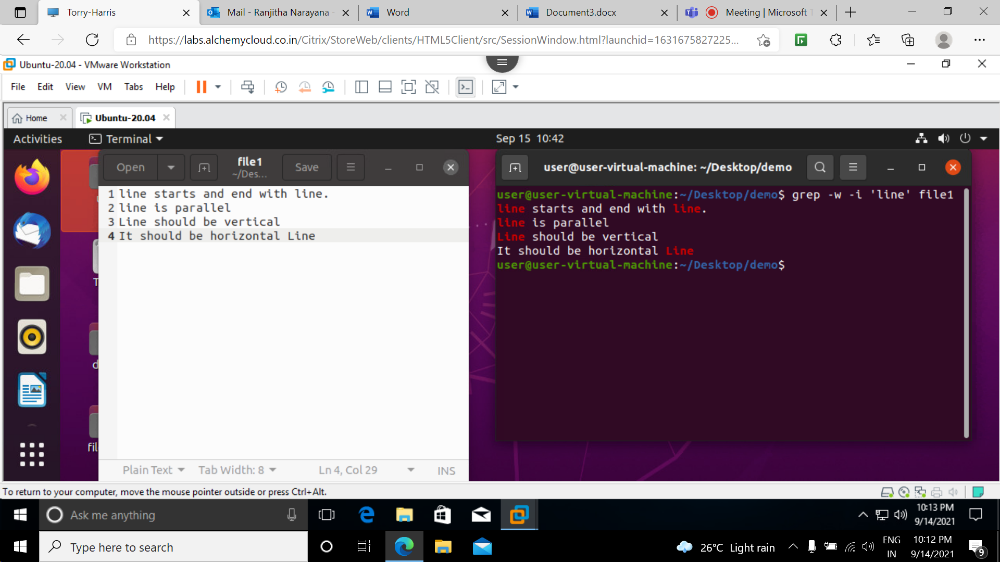 Torry-Harris
Mail - Ranjitha Narayana -
Word
Document3.docx
Meeting | Microsoft T
https://labs.alchemycloud.co.in/Citrix/StoreWeb/clients/HTML5Client/src/SessionWindow.html?launchid=1631675827225...
Ubuntu-20.04 - VMware Workstation
File Edit View VM Tabs Help
Home
Ubuntu-20.04
Activities
Terminal
Sep 15 10:42
Open
file1
~/Des...
Save
1 line starts and end with line.
2 line is parallel
3 Line should be vertical
4 It should be horizontal Line
Plain Text
Tab Width: 8
Ln 4, Col 29
INS
user@user-virtual-machine: ~/Desktop/demo
user@user-virtual-machine:~/Desktop/demo$ grep -w -i 'line' file1
line starts and end with line.
line is parallel
Line should be vertical
It should be horizontal Line
user@user-virtual-machine:~/Desktop/demo$
T
d
fil
To return to your computer, move the mouse pointer outside or press Ctrl+Alt.
Ask me anything
10:13 PM
9/14/2021
Type here to search
26°C Light rain
ENG
IN
10:12 PM
9/14/2021
9